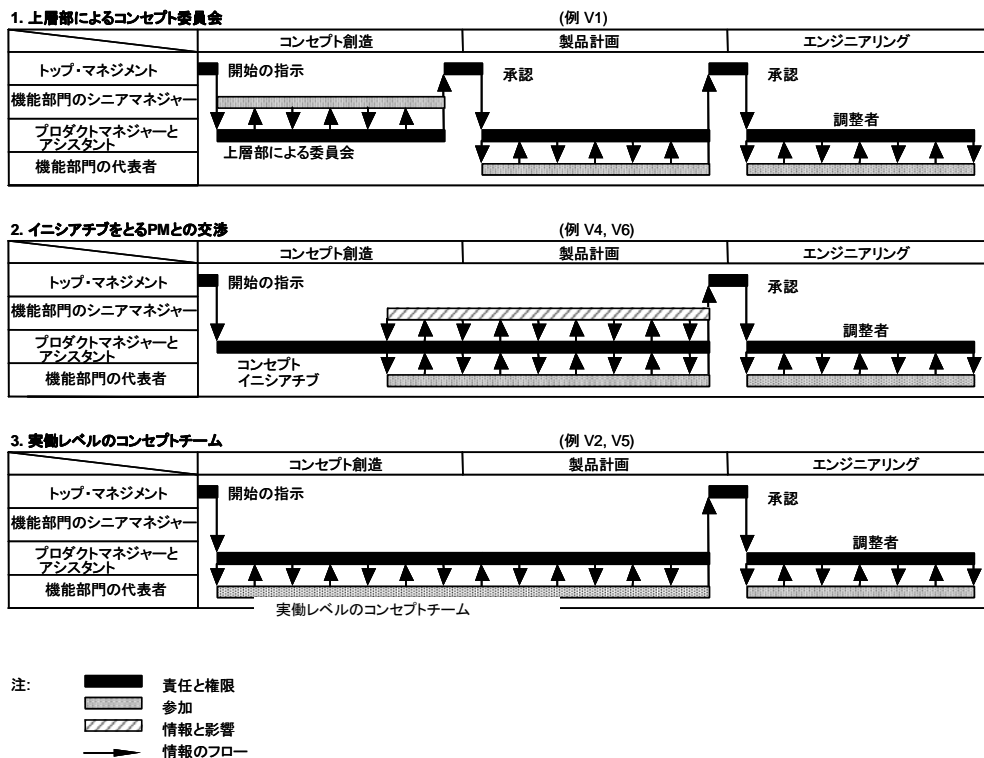 1. 上層部によるコンセプト委員会 (例 V1)
コンセプト創造 製品計画 エンジニアリング
トップ・マネジメント 開始の指示 承認 承認
機能部門のシニアマネジャー
プロダクトマネジャーと
アシスタント
調整者
上層部による委員会
機能部門の代表者
2. イニシアチブをとるPMとの交渉 (例 V4, V6)
コンセプト創造 製品計画 エンジニアリング
トップ・マネジメント 開始の指示 承認
機能部門のシニアマネジャー
プロダクトマネジャーと
アシスタント
調整者
コンセプト
イニシアチブ
機能部門の代表者
3. 実働レベルのコンセプトチーム (例 V2, V5)
コンセプト創造 製品計画 エンジニアリング
トップ・マネジメント 開始の指示 承認
機能部門のシニアマネジャー
プロダクトマネジャーと
アシスタント
調整者
機能部門の代表者
実働レベルのコンセプトチーム
注: 責任と権限
参加
情報と影響
情報のフロー